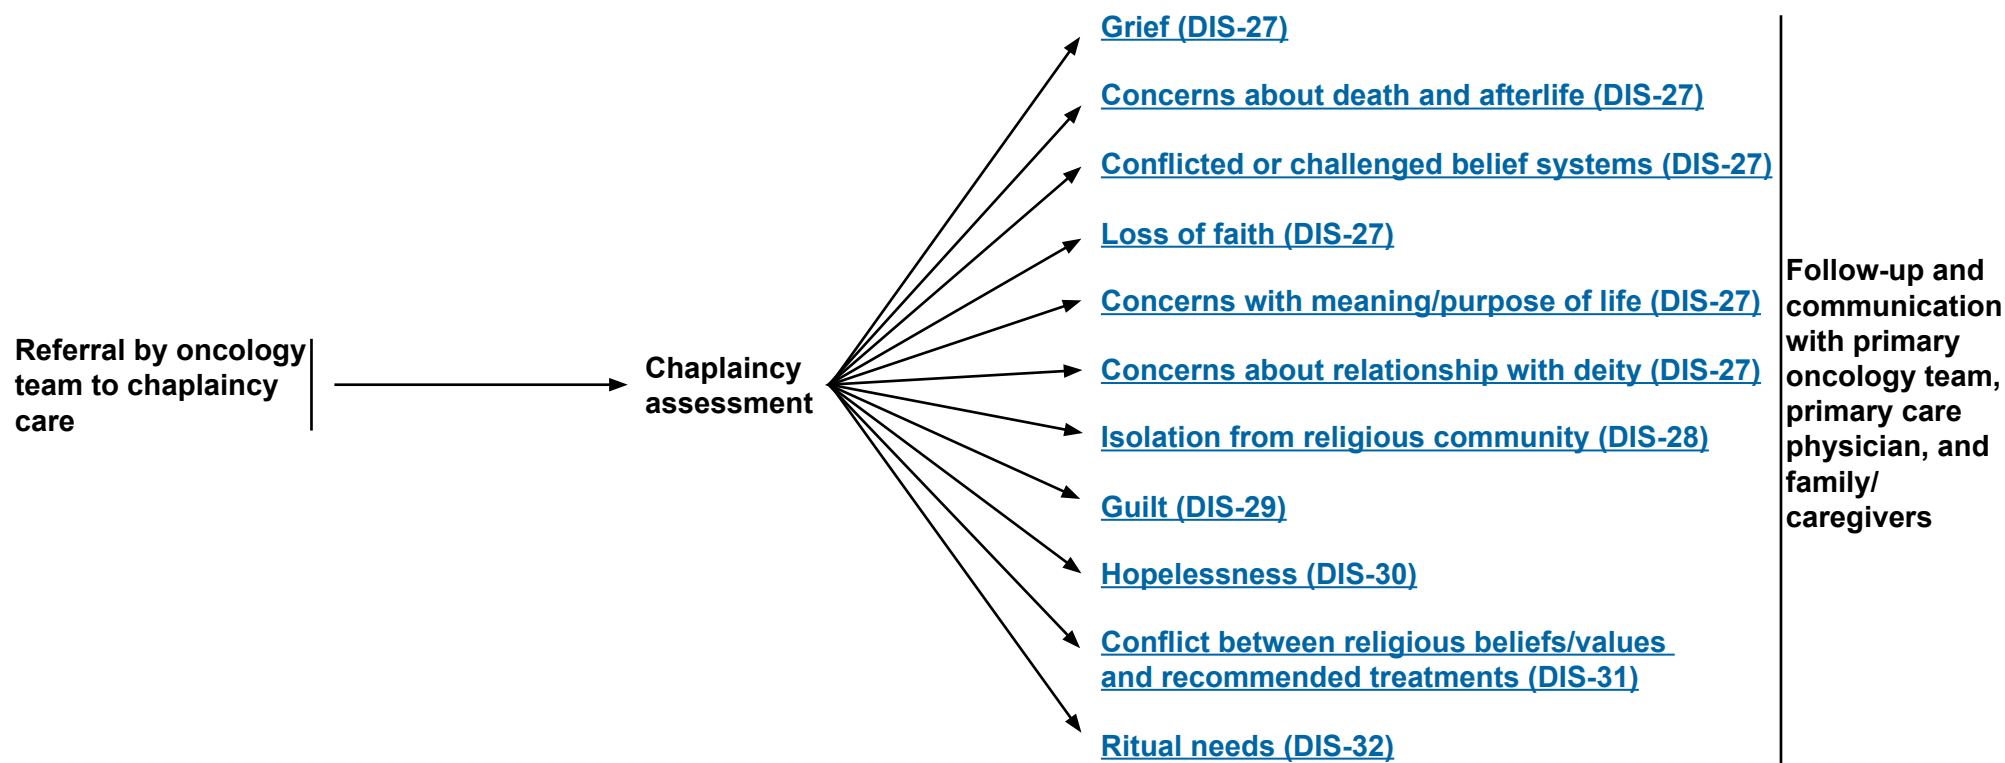 Referral by oncology
team to chaplaincy
care
Chaplaincy
assessment
Grief (DIS-27)
Concerns about death and afterlife (DIS-27)
Conflicted or challenged belief systems (DIS-27)
Loss of faith (DIS-27)
Concerns with meaning/purpose of life (DIS-27)
Concerns about relationship with deity (DIS-27)
Isolation from religious community (DIS-28)
Guilt (DIS-29)
Hopelessness (DIS-30)
Conflict between religious beliefs/values
and recommended treatments (DIS-31)
Ritual needs (DIS-32)
Follow-up and
communication
with primary
oncology team,
primary care
physician, and
family/
caregivers